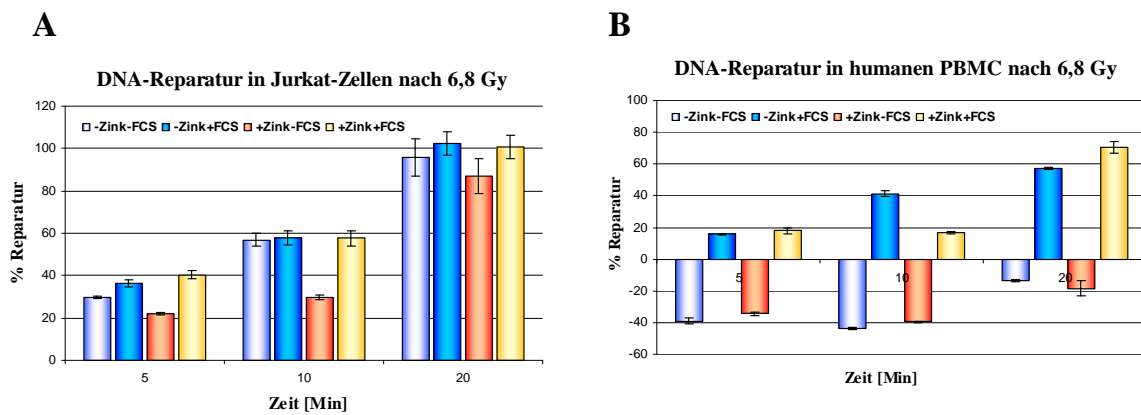 A
DNA-Reparatur in Jurkat-Zellen nach 6,8 Gy
-Zink-FCS -Zink+FCS +Zink-FCS +Zink+FCS
% Reparatur
120
100
80
60
40
20
0
5 10 20
Zeit [Min]
B
DNA-Reparatur in humanen PBMC nach 6,8 Gy
-Zink-FCS -Zink+FCS +Zink-FCS +Zink+FCS
% Reparatur
100
80
60
40
20
0
-20
-40
-60
5 10 20
Zeit [Min]